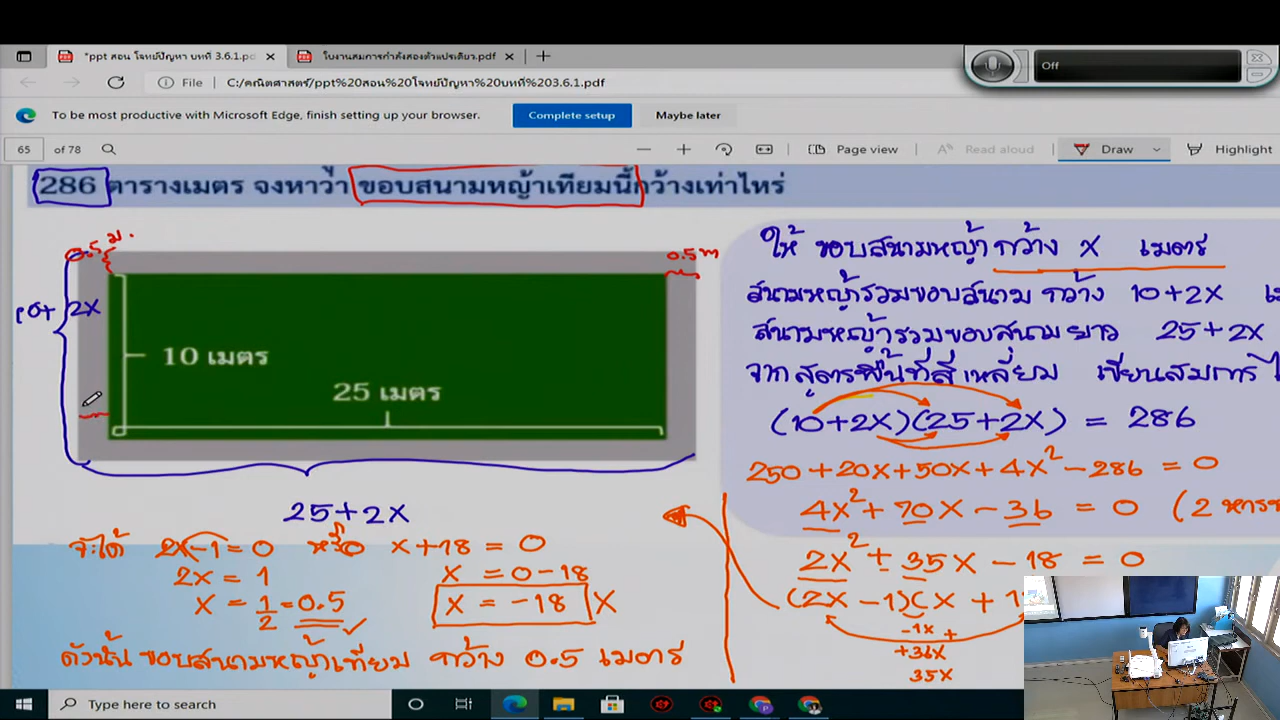 *ppt สอน โจทย์ปัญหา บทที่ 3.6.1.pd
ใบงานสมการกำลังสองตัวแปรเดียว.pdf
Off
File C:/คณิตศาสตร์/ppt%20สอน%20โจทย์ปัญหา%20บทที่%203.6.1.pdf
To be most productive with Microsoft Edge, finish setting up your browser. Complete setup Maybe later
65 of 78 Page view Read aloud Draw Highlight
286 ตารางเมตร จงหาว่า ขอบสนามหญ้าเทียมนี้กว้างเท่าไหร่
0.5 ม.
0.5 m
2X
10 เมตร
25 เมตร
25+2X
ให้ ขอบสนามหญ้า กว้าง X เมตร
สนามหญ้ารวมขอบสนาม กว้าง 10+2X
สนามหญ้ารวมขอบสนามยาว 25+2X
จากสูตรพื้นที่สี่เหลี่ยม เขียนสมการ
(10+2X)(25+2X) = 286
250+20X+50X+4X²-286 = 0
4X²+70X-36 = 0 (2 หาร
2X²+35X-18 = 0
(2X-1)(X+1
-1X +
+36X
35X
จะได้ 2X-1=0 หรือ X+18 = 0
2X = 1 X = 0-18
X = 1/2 = 0.5 ✓ X = -18 X
ดังนั้น ขอบสนามหญ้าเทียม กว้าง 0.5 เมตร
Type here to search